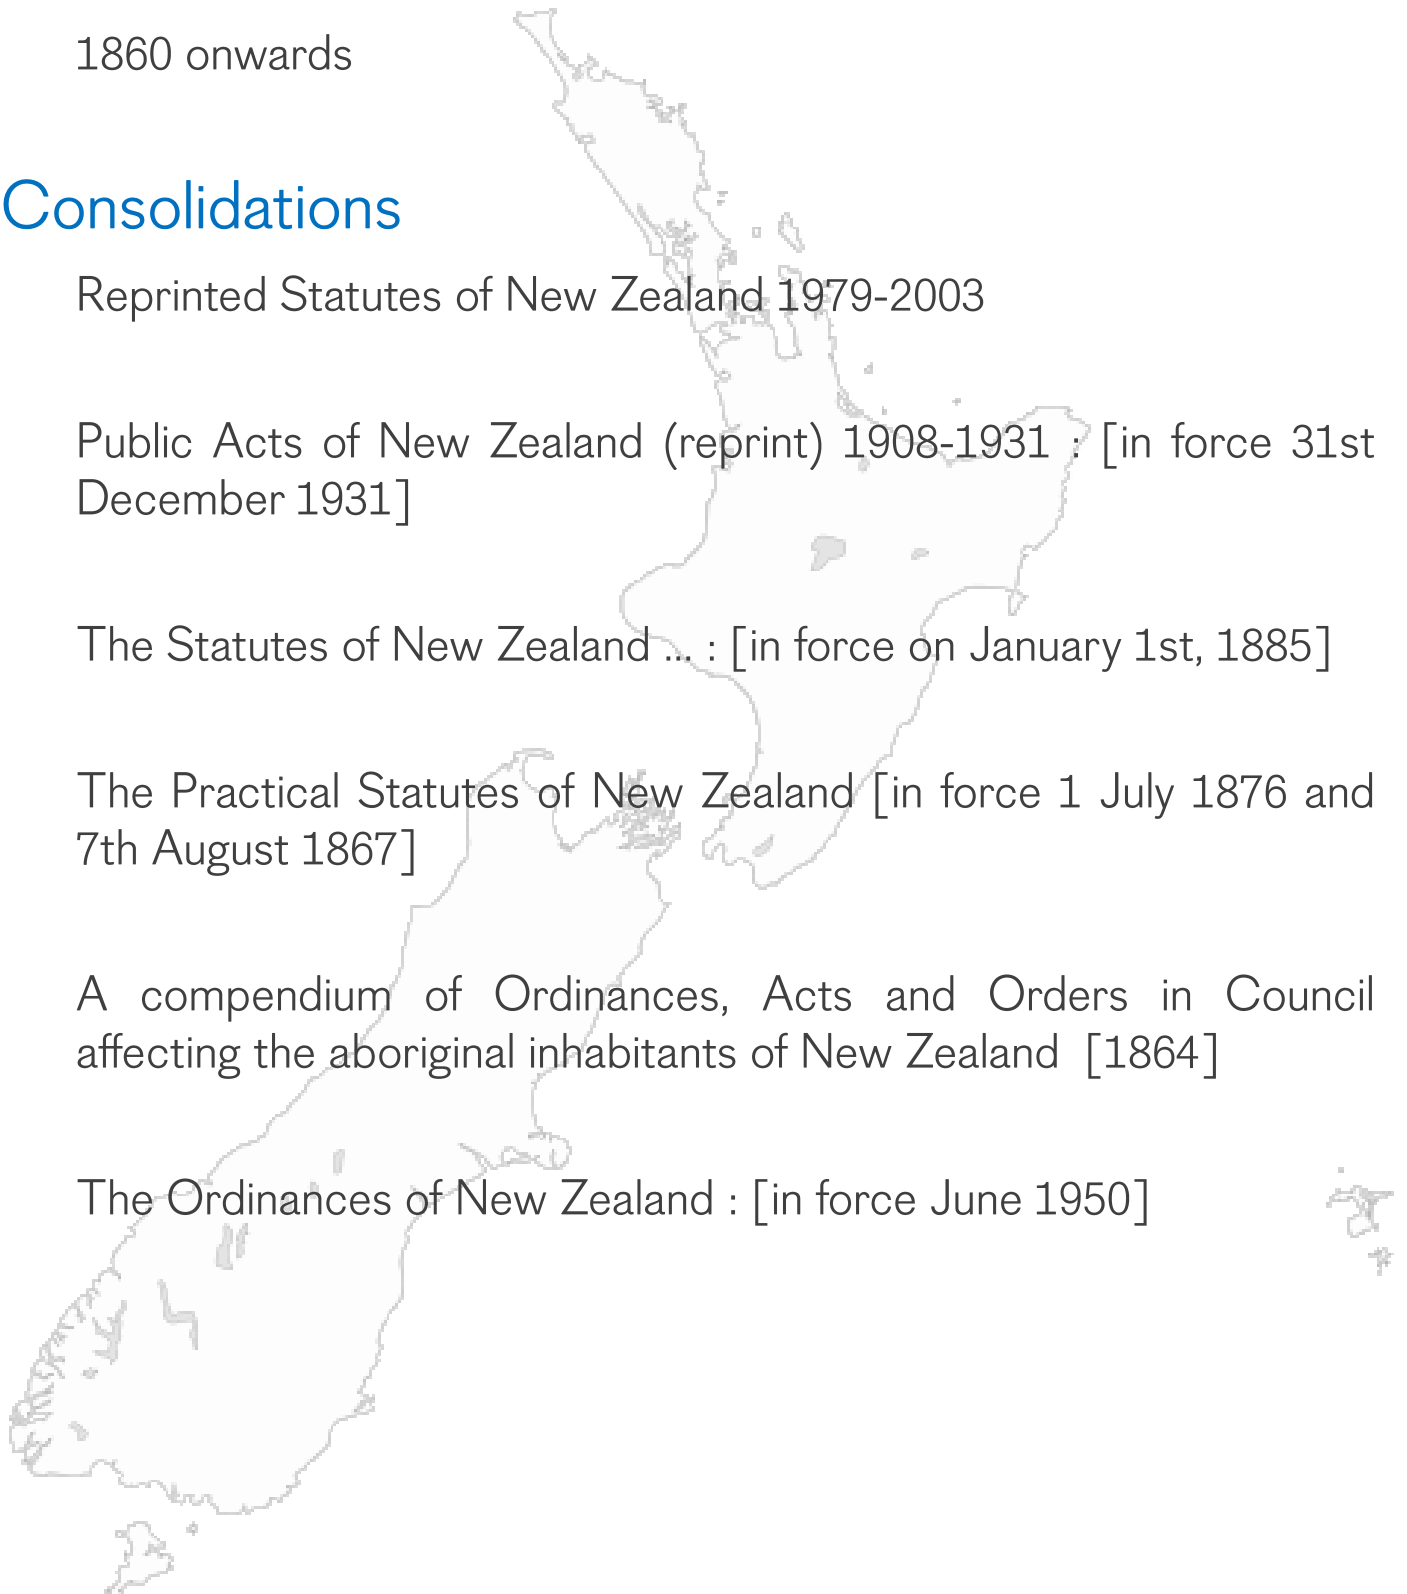 1860 onwards
Consolidations
Reprinted Statutes of New Zealand 1979-2003
Public Acts of New Zealand (reprint) 1908-1931 : [in force 31st
December 1931]
The Statutes of New Zealand ... : [in force on January 1st, 1885]
The Practical Statutes of New Zealand [in force 1 July 1876 and
7th August 1867]
A compendium of Ordinances, Acts and Orders in Council
affecting the aboriginal inhabitants of New Zealand [1864]
The Ordinances of New Zealand : [in force June 1950]